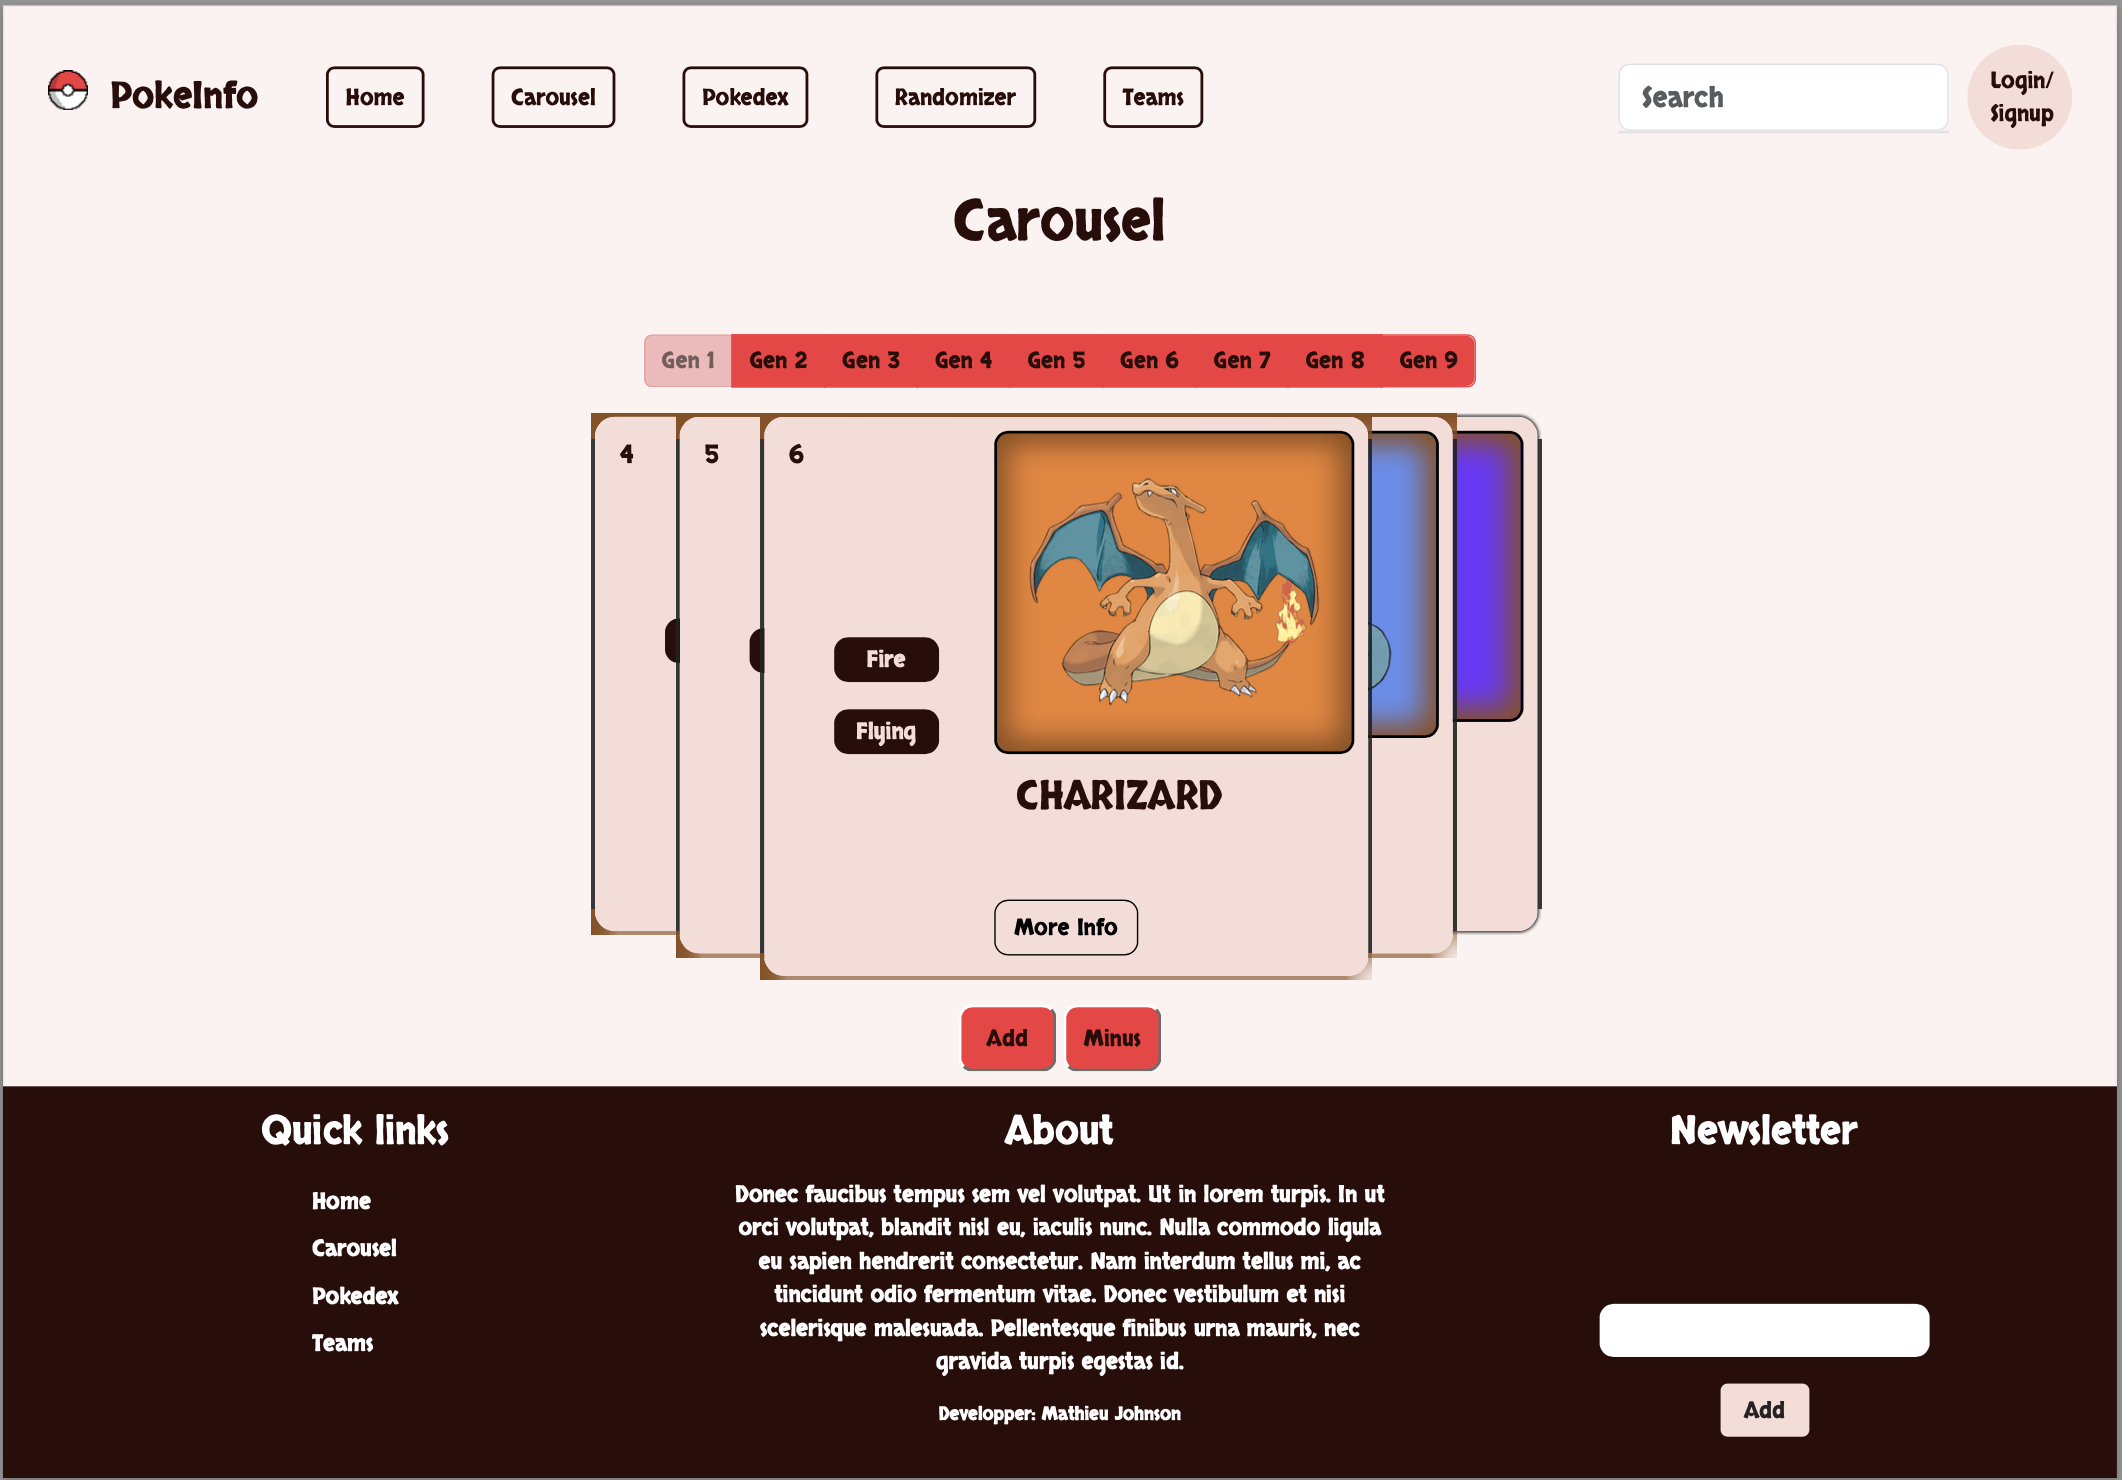 PokeInfo
Home
Carousel
Pokedex
Randomizer
Teams
Search
Login/
Signup
Carousel
Gen 1
Gen 2
Gen 3
Gen 4
Gen 5
Gen 6
Gen 7
Gen 8
Gen 9
4
5
6
Fire
Flying
CHARIZARD
More Info
Add
Minus
Quick links
Home
Carousel
Pokedex
Teams
About
Donec faucibus tempus sem vel volutpat. Ut in lorem turpis. In ut
orci volutpat, blandit nisl eu, iaculis nunc. Nulla commodo ligula
eu sapien hendrerit consectetur. Nam interdum tellus mi, ac
tincidunt odio fermentum vitae. Donec vestibulum et nisi
scelerisque malesuada. Pellentesque finibus urna mauris, nec
gravida turpis egestas id.
Developper: Mathieu Johnson
Newsletter
Add